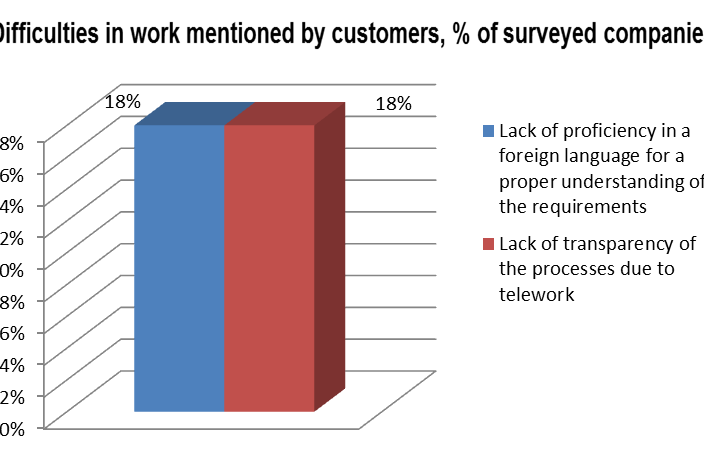 Difficulties in work mentioned by customers, % of surveyed companie
18%
18%
8%
6%
4%
2%
0%
8%
6%
4%
2%
0%
Lack of proficiency in a
foreign language for a
proper understanding of
the requirements
Lack of transparency of
the processes due to
telework